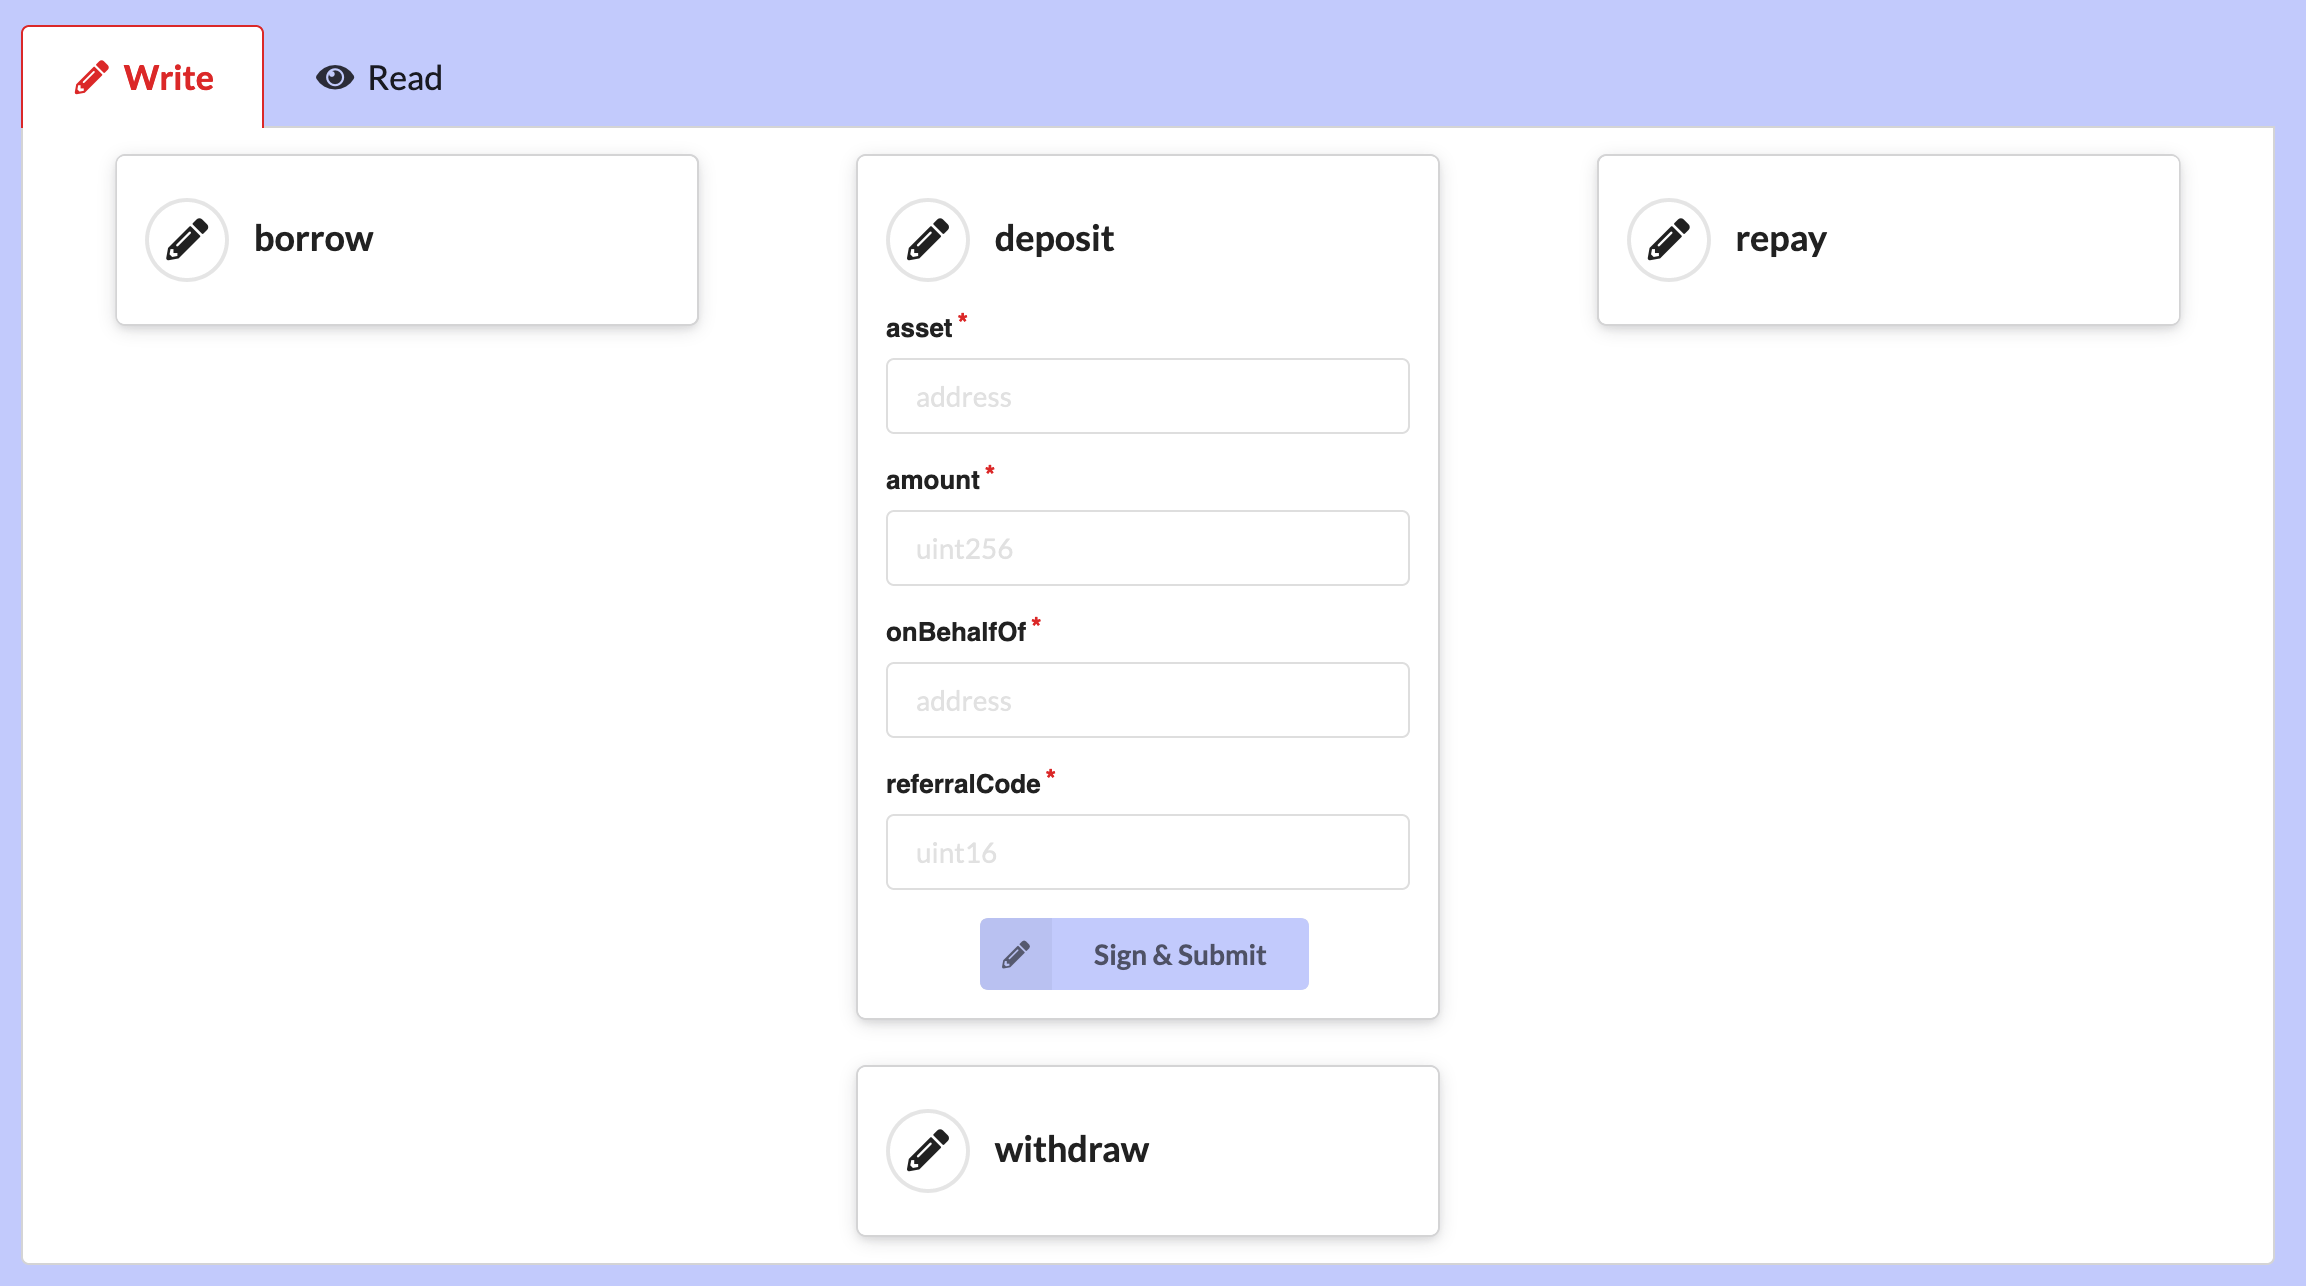 Write
Read
borrow
deposit
asset *
address
amount *
uint256
onBehalfOf *
address
referralCode *
uint16
Sign & Submit
withdraw
repay